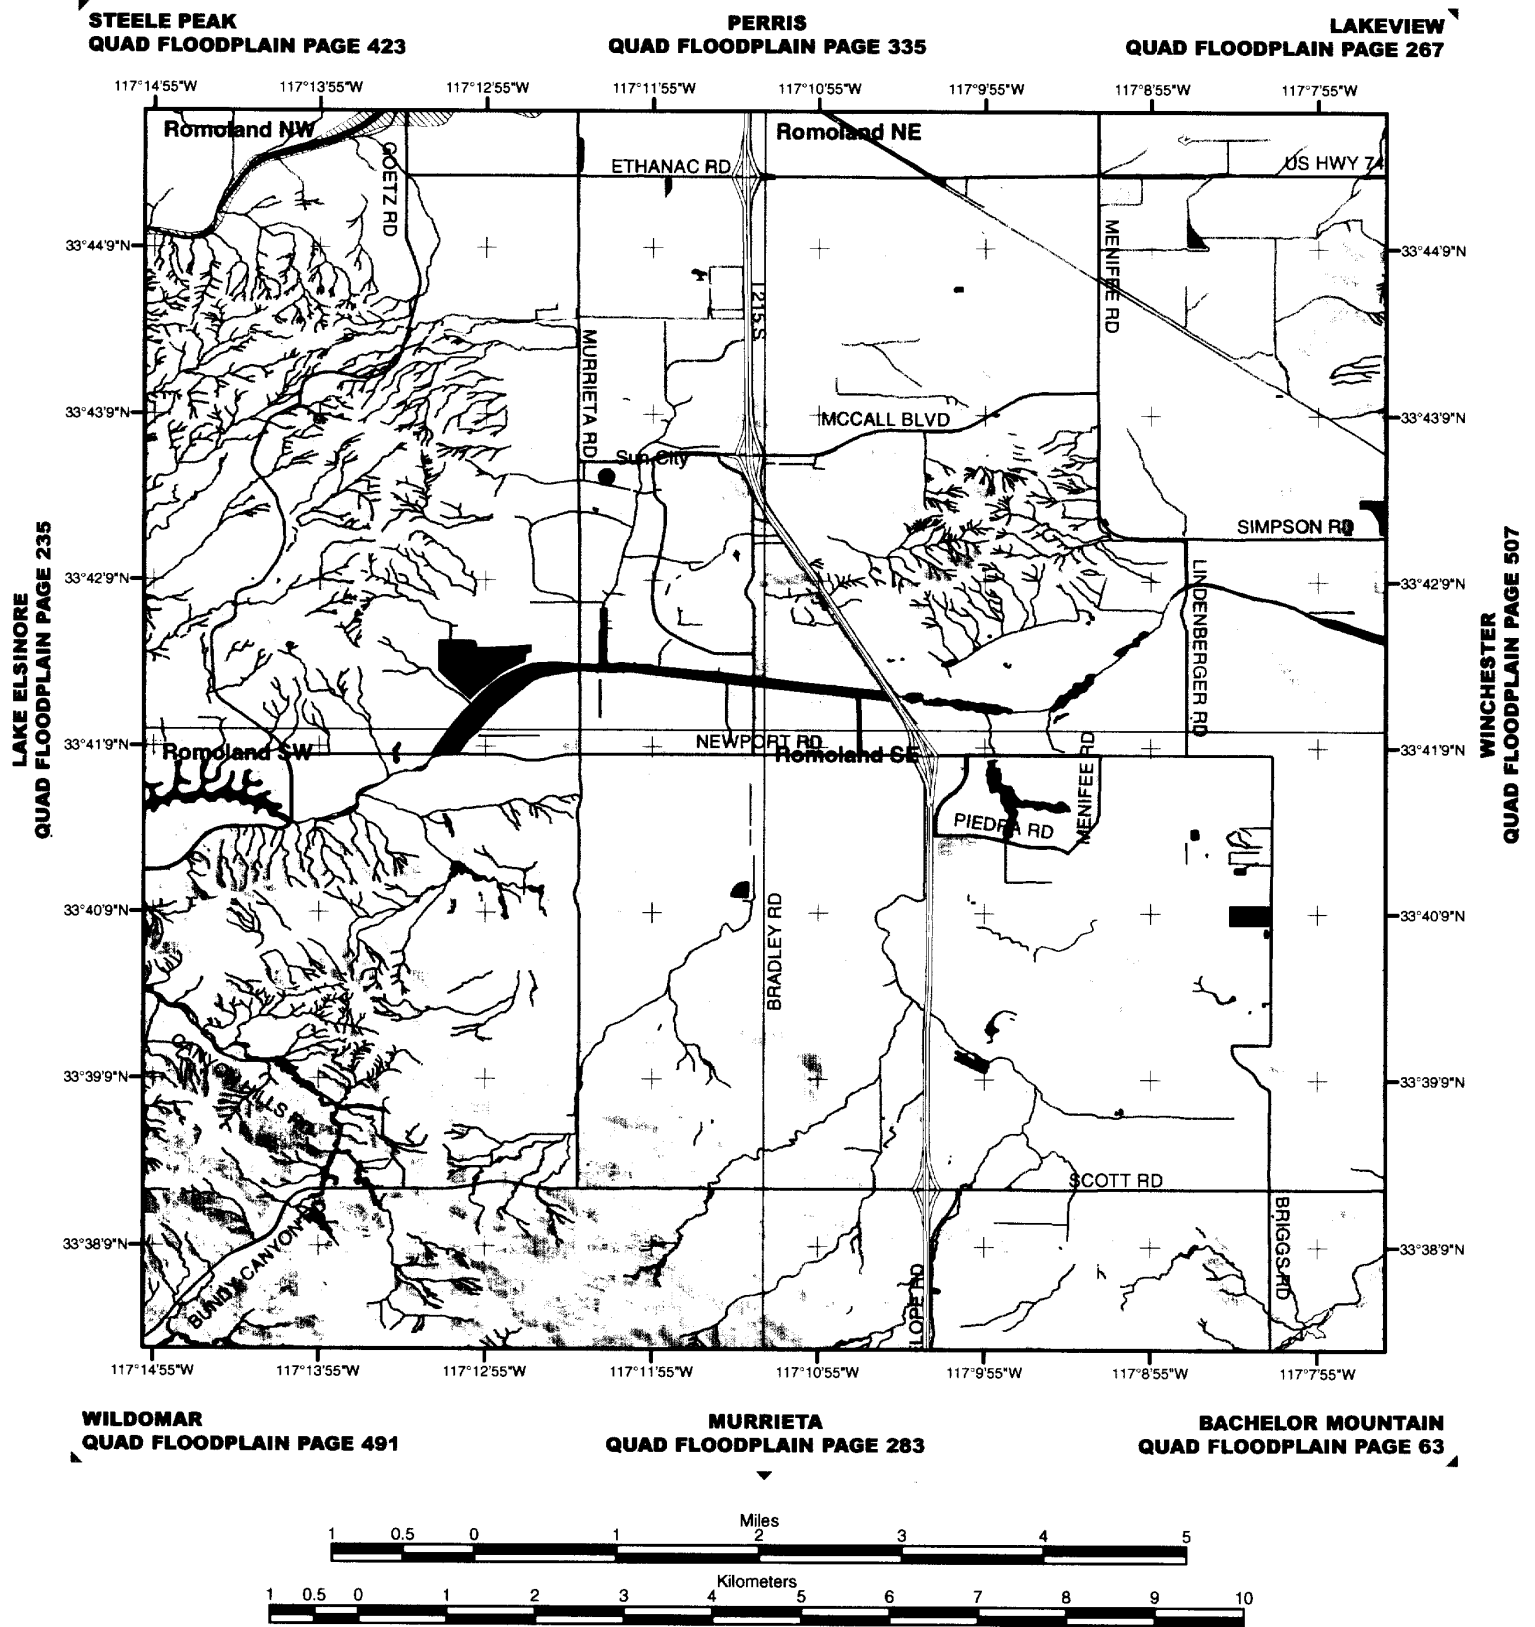 STEELE PEAK
QUAD FLOODPLAIN PAGE 423
PERRIS
QUAD FLOODPLAIN PAGE 335
LAKEVIEW
QUAD FLOODPLAIN PAGE 267
117°14'55"W 117°13'55"W 117°12'55"W 117°11'55"W 117°10'55"W 117°9'55"W 117°8'55"W 117°7'55"W
Romoland NW
Romoland NE
GOETZ RD
ETHANAC RD
US HWY 74
33°44'9"N
33°44'9"N
MENIFEE RD
I 215 S
MURRIETA RD
33°43'9"N
MCCALL BLVD
33°43'9"N
Sun City
SIMPSON RD
33°42'9"N
33°42'9"N
LINDENBERGER RD
LAKE ELSINORE
QUAD FLOODPLAIN PAGE 235
WINCHESTER
QUAD FLOODPLAIN PAGE 507
33°41'9"N
NEWPORT RD
33°41'9"N
Romoland SW
Romoland SE
MENIFEE RD
PIEDRA RD
33°40'9"N
33°40'9"N
BRADLEY RD
CANYON HILLS RD
33°39'9"N
33°39'9"N
SCOTT RD
33°38'9"N
33°38'9"N
BUNDY CANYON RD
BRIGGS RD
LOPE RD
117°14'55"W 117°13'55"W 117°12'55"W 117°11'55"W 117°10'55"W 117°9'55"W 117°8'55"W 117°7'55"W
WILDOMAR
QUAD FLOODPLAIN PAGE 491
MURRIETA
QUAD FLOODPLAIN PAGE 283
BACHELOR MOUNTAIN
QUAD FLOODPLAIN PAGE 63
Miles
1 0.5 0 1 2 3 4 5
Kilometers
1 0.5 0 1 2 3 4 5 6 7 8 9 10